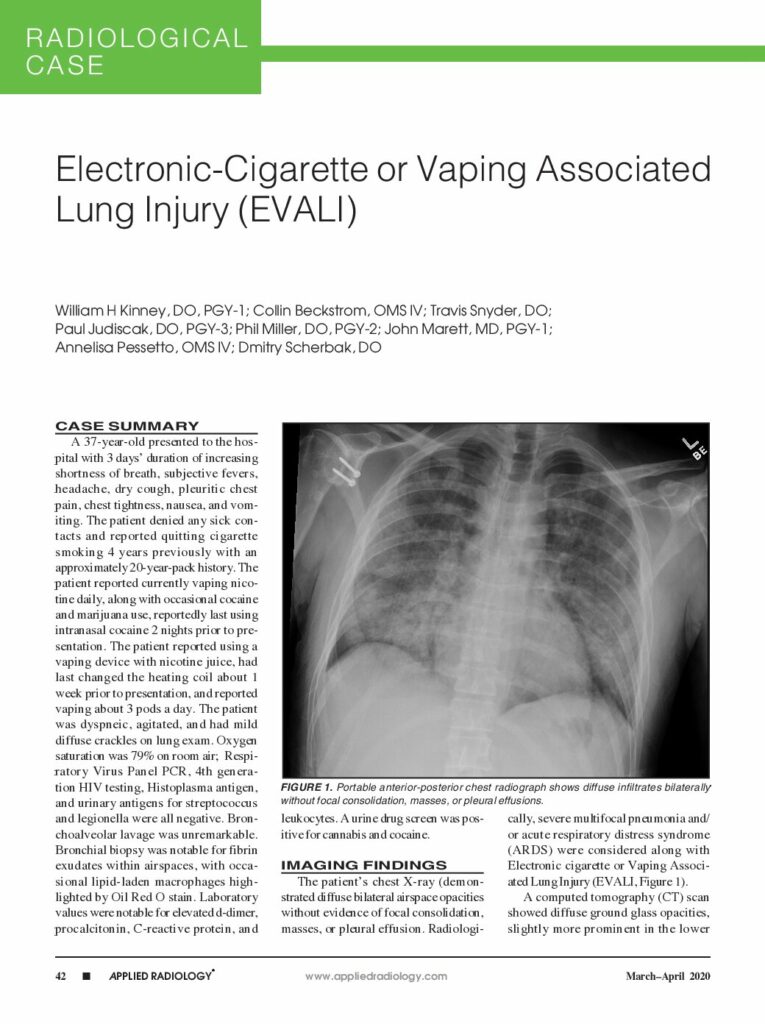 RADIOLOGICAL
CASE
Electronic-Cigarette or Vaping Associated
Lung Injury (EVALI)
William H Kinney, DO, PGY-1; Collin Beckstrom, OMS IV; Travis Snyder, DO;
Paul Judiscak, DO, PGY-3; Phil Miller, DO, PGY-2; John Marett, MD, PGY-1;
Annelisa Pessetto, OMS IV; Dmitry Scherbak, DO
CASE SUMMARY
A 37-year-old presented to the hos-
pital with 3 days' duration of increasing
shortness of breath, subjective fevers,
headache, dry cough, pleuritic chest
pain, chest tightness, nausea, and vom-
iting. The patient denied any sick con-
tacts and reported quitting cigarette
smoking 4 years previously with an
approximately 20-year-pack history. The
patient reported currently vaping nico-
tine daily, along with occasional cocaine
and marijuana use, reportedly last using
intranasal cocaine 2 nights prior to pre-
sentation. The patient reported using a
vaping device with nicotine juice, had
last changed the heating coil about 1
week prior to presentation, and reported
vaping about 3 pods a day. The patient
was dyspneic, agitated, and had mild
diffuse crackles on lung exam. Oxygen
saturation was 79% on room air; Respi-
ratory Virus Panel PCR, 4th genera-
tion HIV testing, Histoplasma antigen,
and urinary antigens for streptococcus
and legionella were all negative. Bron-
choalveolar lavage was unremarkable.
Bronchial biopsy was notable for fibrin
exudates within airspaces, with occa-
sional lipid-laden macrophages high-
lighted by Oil Red O stain. Laboratory
values were notable for elevated d-dimer,
procalcitonin, C-reactive protein, and
L
BE
FIGURE 1. Portable anterior-posterior chest radiograph shows diffuse infiltrates bilaterally
without focal consolidation, masses, or pleural effusions.
leukocytes. A urine drug screen was pos-
itive for cannabis and cocaine.
IMAGING FINDINGS
The patient's chest X-ray (demon-
strated diffuse bilateral airspace opacities
without evidence of focal consolidation,
masses, or pleural effusion. Radiologi-
cally, severe multifocal pneumonia and/
or acute respiratory distress syndrome
(ARDS) were considered along with
Electronic cigarette or Vaping Associ-
ated Lung Injury (EVALI, Figure 1).
A computed tomography (CT) scan
showed diffuse ground glass opacities,
slightly more prominent in the lower
42 ■ APPLIED RADIOLOGY
www.appliedradiology.com
March–April 2020